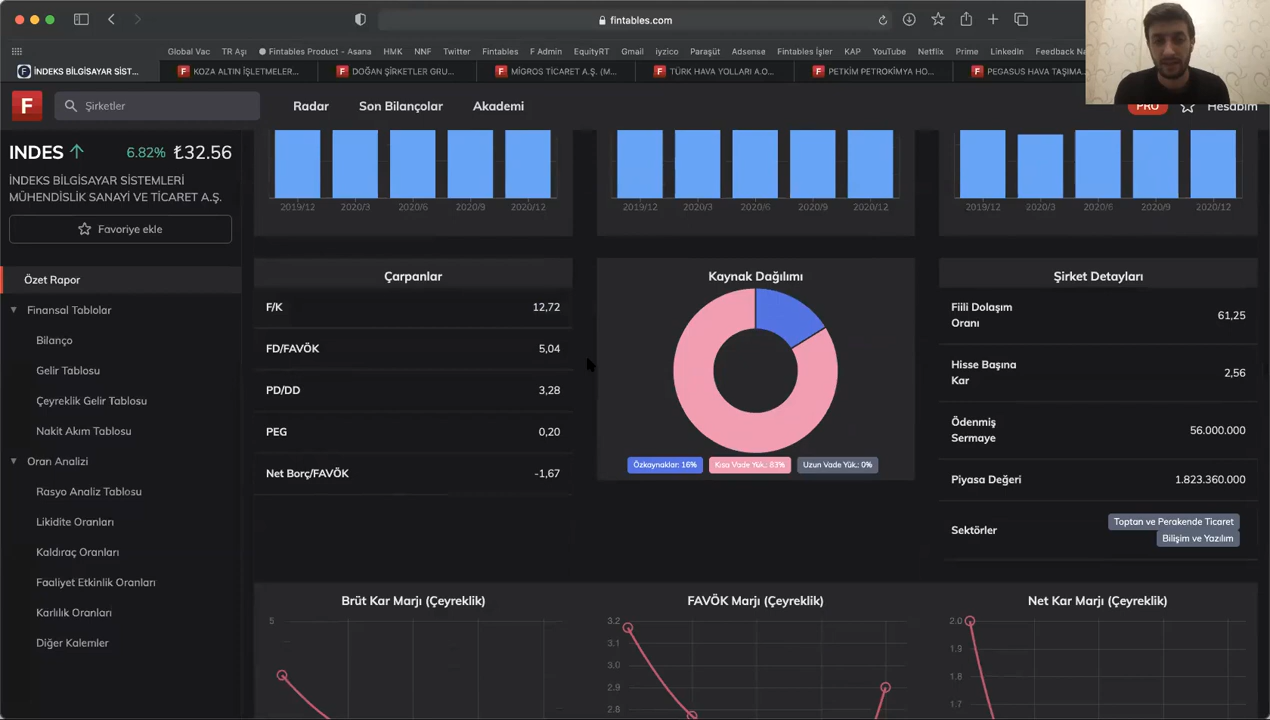 fintables.com
Global Vac TR Aşı Fintables Product - Asana HMK NNF Twitter Fintables F Admin EquityRT Gmail iyzico Paraşüt Adsense Fintables İşler KAP YouTube Netflix Prime Linkedin Feedback Ne
İNDEKS BİLGİSAYAR SİST... KOZA ALTIN İŞLETMELER... DOĞAN ŞİRKETLER GRU... MİGROS TİCARET A.Ş. (M... TÜRK HAVA YOLLARI A.O... PETKİM PETROKİMYA HO... PEGASUS HAVA TAŞIMA...
F
Şirketler
Radar Son Bilançolar Akademi PRO Hesabım
INDES 6.82% ₺32.56
İNDEKS BİLGİSAYAR SİSTEMLERİ
MÜHENDİSLİK SANAYİ VE TİCARET A.Ş.
Favoriye ekle
Özet Rapor
Finansal Tablolar
Bilanço
Gelir Tablosu
Çeyreklik Gelir Tablosu
Nakit Akım Tablosu
Oran Analizi
Rasyo Analiz Tablosu
Likidite Oranları
Kaldıraç Oranları
Faaliyet Etkinlik Oranları
Karlılık Oranları
Diğer Kalemler
2019/12 2020/3 2020/6 2020/9 2020/12
2019/12 2020/3 2020/6 2020/9 2020/12
2019/12 2020/3 2020/6 2020/9 2020/12
Çarpanlar
F/K 12,72
FD/FAVÖK 5,04
PD/DD 3,28
PEG 0,20
Net Borç/FAVÖK -1,67
Kaynak Dağılımı
Özkaynaklar: 16% Kısa Vade Yük.: 83% Uzun Vade Yük.: 0%
Şirket Detayları
Fiili Dolaşım
Oranı 61,25
Hisse Başına
Kar 2,56
Ödenmiş
Sermaye 56.000.000
Piyasa Değeri 1.823.360.000
Sektörler Toptan ve Perakende Ticaret
Bilişim ve Yazılım
Brüt Kar Marjı (Çeyreklik)
5
FAVÖK Marjı (Çeyreklik)
3.2
3.1
3.0
2.9
2.8
Net Kar Marjı (Çeyreklik)
2.0
1.9
1.8
1.7